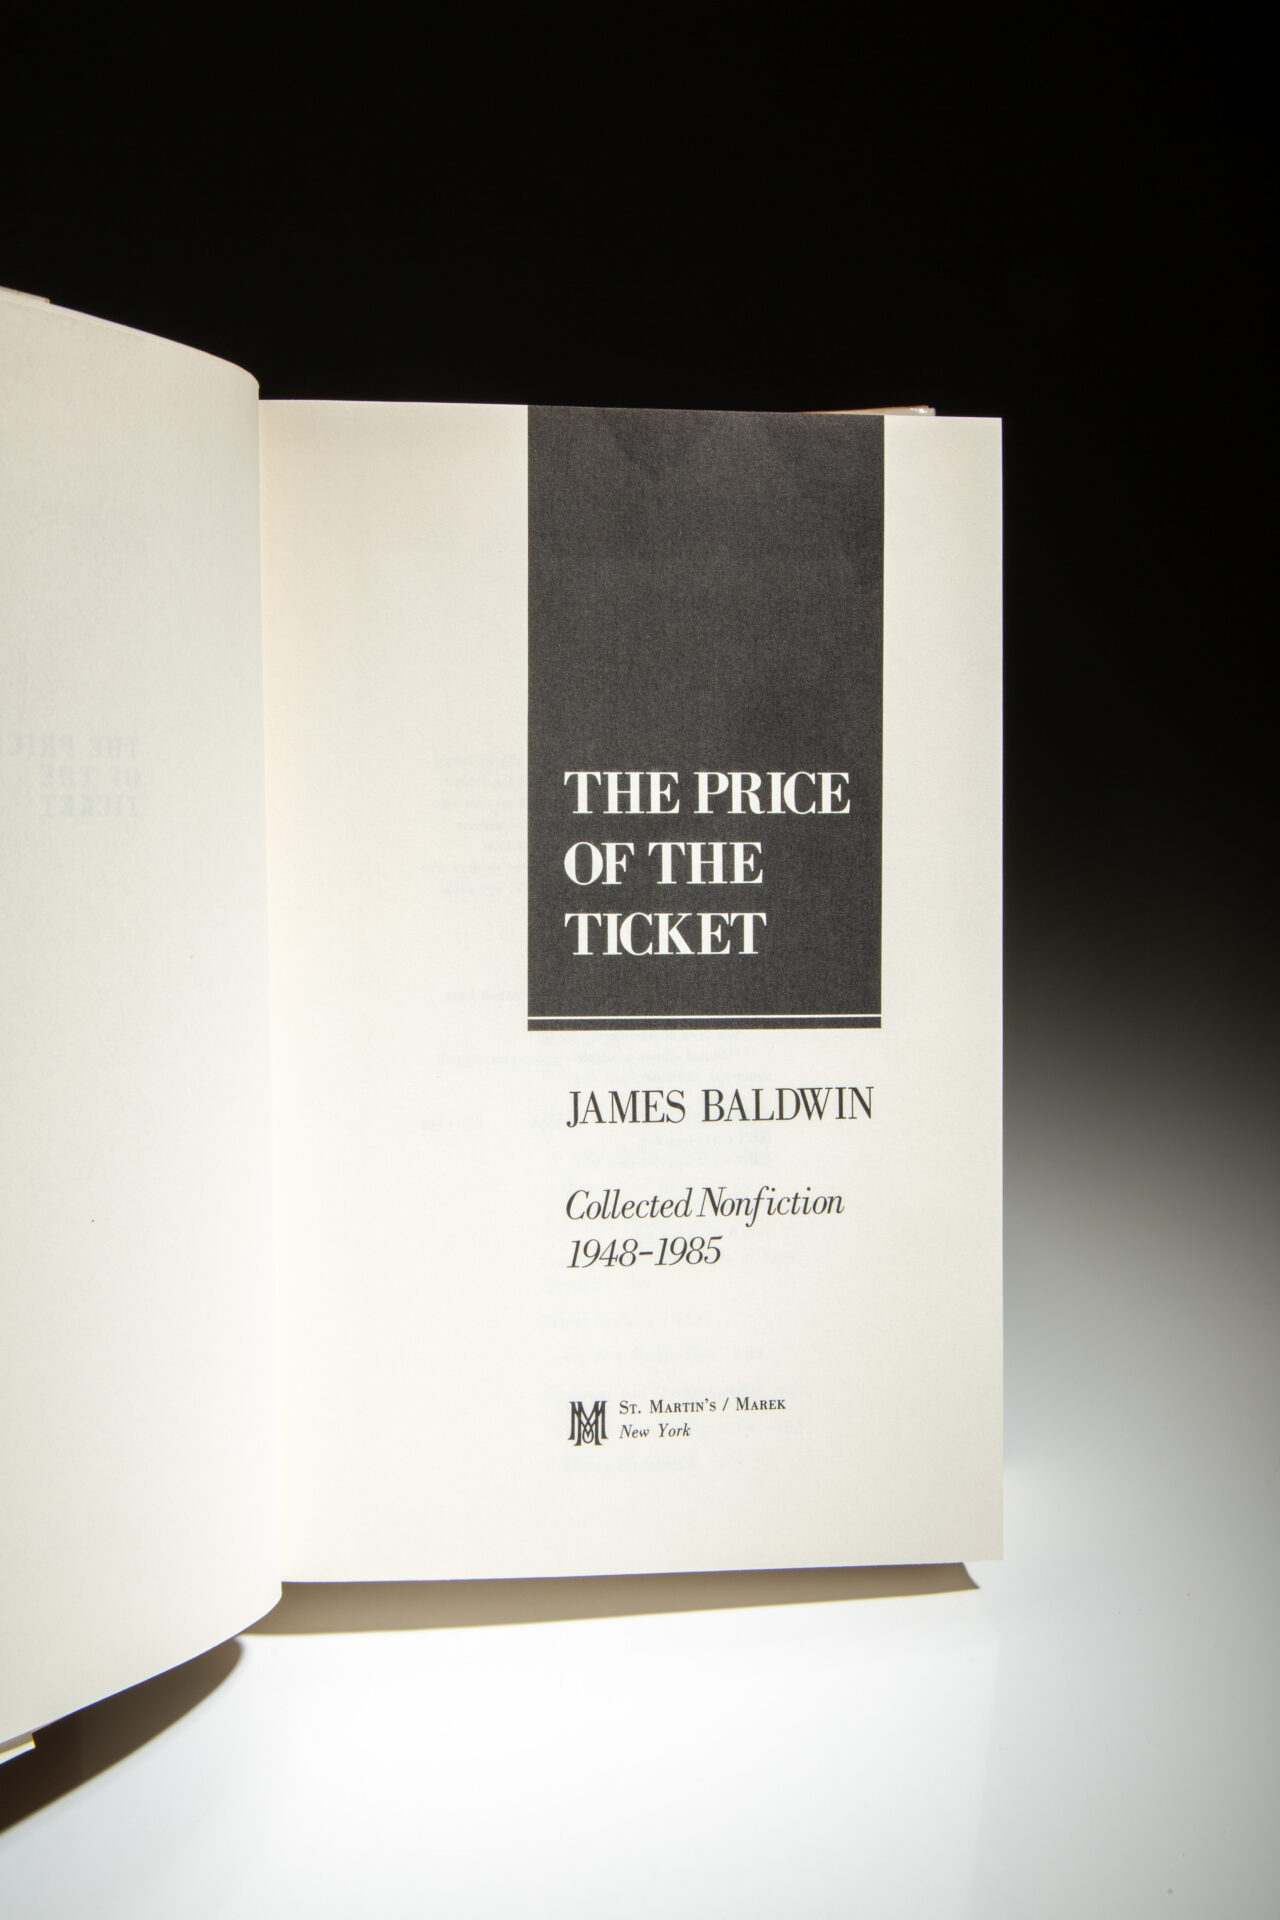 THE PRICE
OF THE
TICKET
JAMES BALDWIN
Collected Nonfiction
1948–1985
ST. MARTIN'S / MAREK
New York